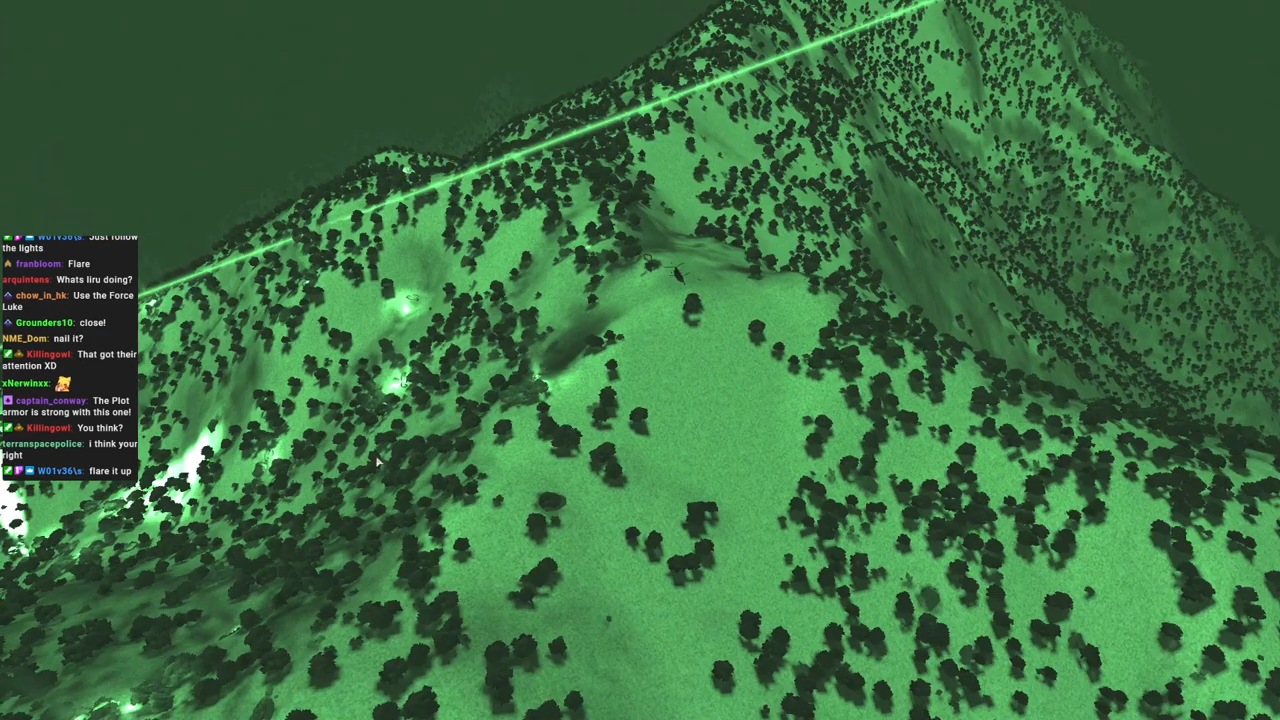 W01v36\s: Just follow
the lights
franbloom: Flare
arquintens: Whats liru doing?
chow_in_hk: Use the Force
Luke
Grounders10: close!
NME_Dom: nail it?
Killingowl: That got their
attention XD
xNerwinxx:
captain_conway: The Plot
armor is strong with this one!
Killingowl: You think?
terranspacepolice: i think your
right
W01v36\s: flare it up